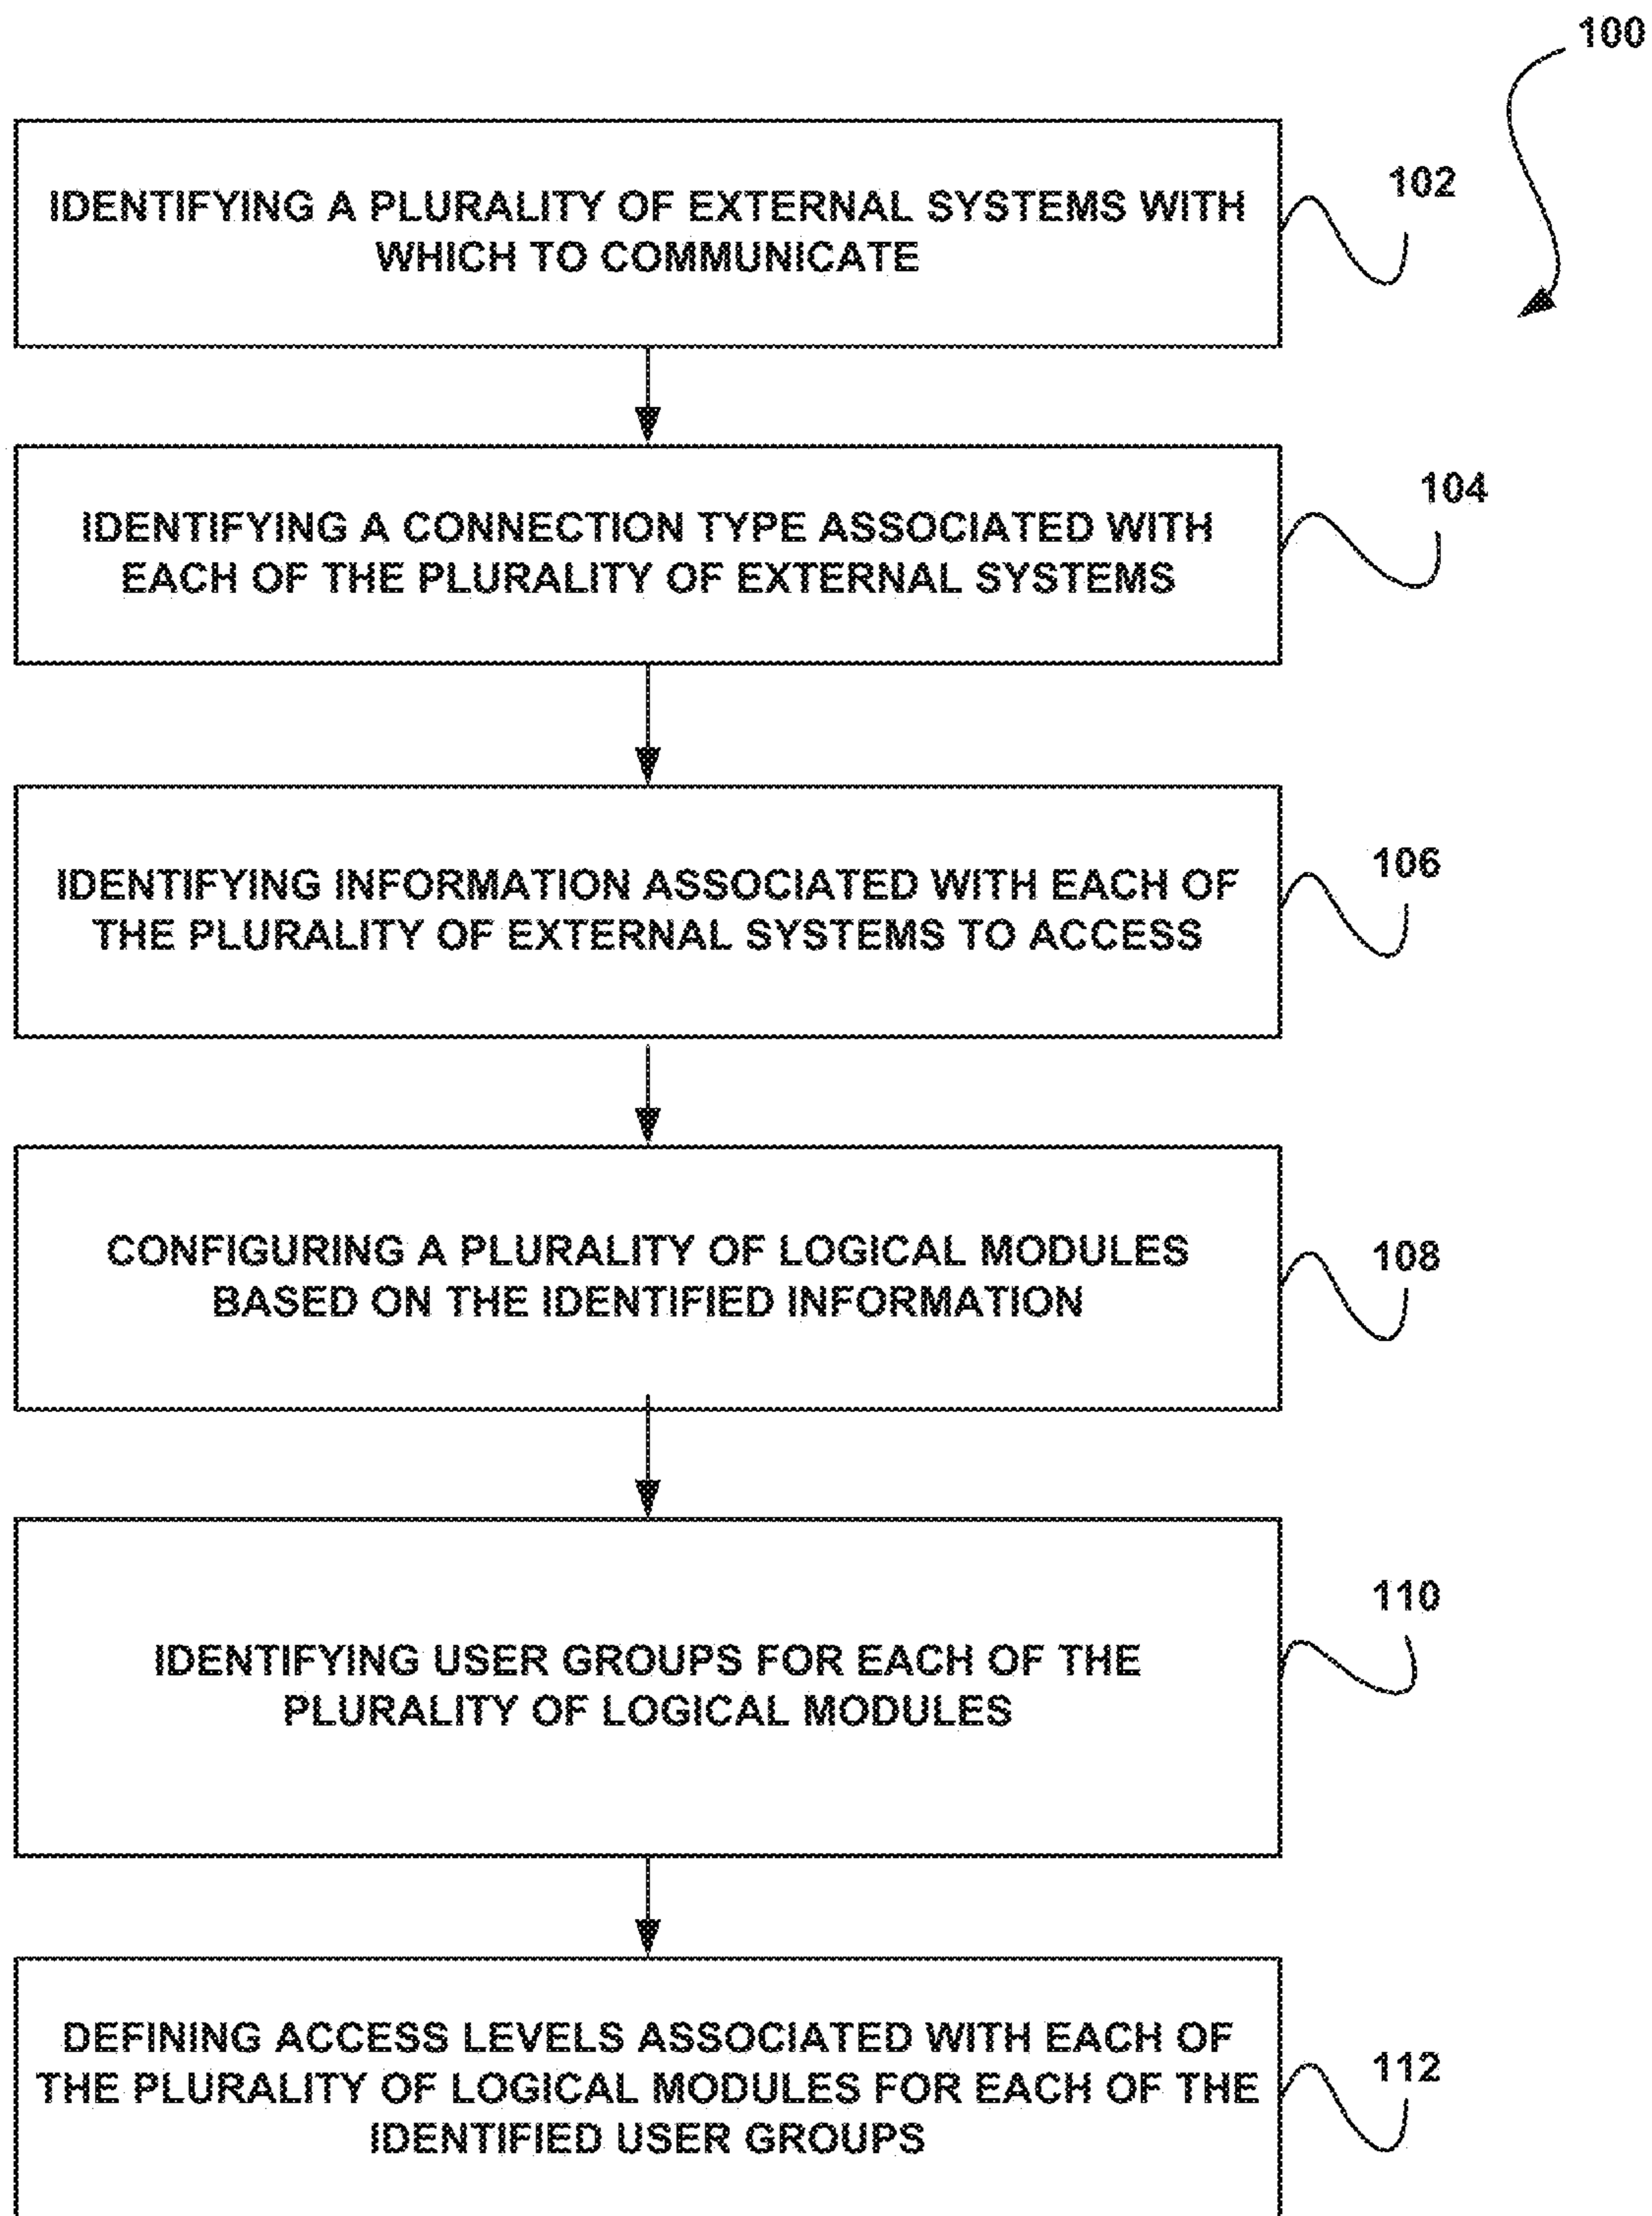 100
IDENTIFYING A PLURALITY OF EXTERNAL SYSTEMS WITH
WHICH TO COMMUNICATE
102
IDENTIFYING A CONNECTION TYPE ASSOCIATED WITH
EACH OF THE PLURALITY OF EXTERNAL SYSTEMS
104
IDENTIFYING INFORMATION ASSOCIATED WITH EACH OF
THE PLURALITY OF EXTERNAL SYSTEMS TO ACCESS
106
CONFIGURING A PLURALITY OF LOGICAL MODULES
BASED ON THE IDENTIFIED INFORMATION
108
IDENTIFYING USER GROUPS FOR EACH OF THE
PLURALITY OF LOGICAL MODULES
110
DEFINING ACCESS LEVELS ASSOCIATED WITH EACH OF
THE PLURALITY OF LOGICAL MODULES FOR EACH OF THE
IDENTIFIED USER GROUPS
112